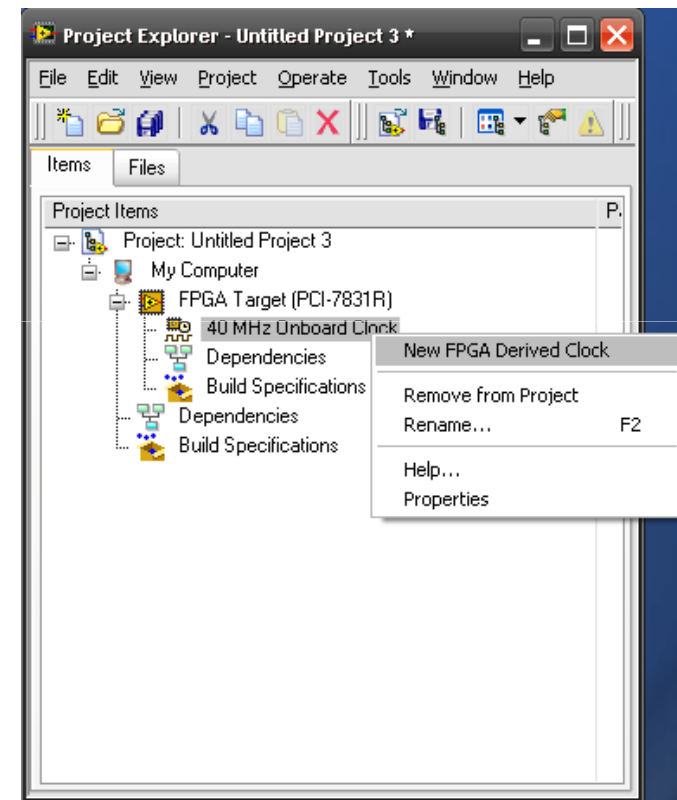 Project Explorer - Untitled Project 3 *
File Edit View Project Operate Tools Window Help
Items Files
Project Items P.
Project: Untitled Project 3
My Computer
FPGA Target (PCI-7831R)
40 MHz Onboard Clock
Dependencies
Build Specifications
Dependencies
Build Specifications
New FPGA Derived Clock
Remove from Project
Rename... F2
Help...
Properties